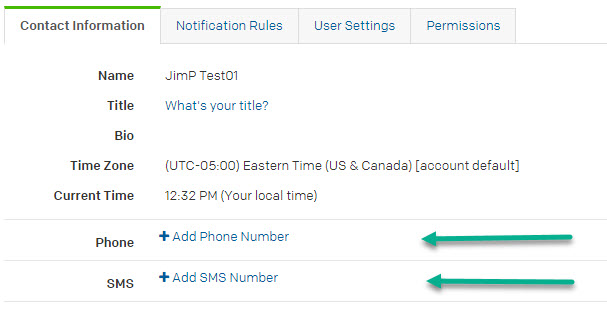 Contact Information Notification Rules User Settings Permissions
Name JimP Test01
Title What's your title?
Bio
Time Zone (UTC-05:00) Eastern Time (US & Canada) [account default]
Current Time 12:32 PM (Your local time)
Phone + Add Phone Number
SMS + Add SMS Number